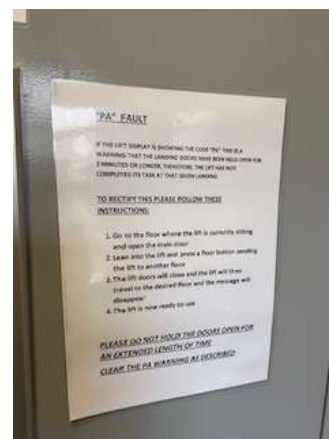 "PA" FAULT
IF THE LIFT DISPLAY IS SHOWING THE CODE "PA" THIS IS A
WARNING THAT THE LANDING DOORS HAVE BEEN HELD OPEN FOR
3 MINUTES OR LONGER, THEREFORE, THE LIFT HAS NOT
COMPLETED ITS TASK AT THAT GIVEN LANDING.
TO RECTIFY THIS PLEASE FOLLOW THESE
INSTRUCTIONS:
1. Go to the floor where the lift is currently sitting
and open the main door
2. Lean into the lift and press a floor button sending
the lift to another floor
3. The lift doors will close and the lift will then
travel to the desired floor and the message will
disappear
4. The lift is now ready to use
PLEASE DO NOT HOLD THE DOORS OPEN FOR
AN EXTENDED LENGTH OF TIME
CLEAR THE PA WARNING AS DESCRIBED